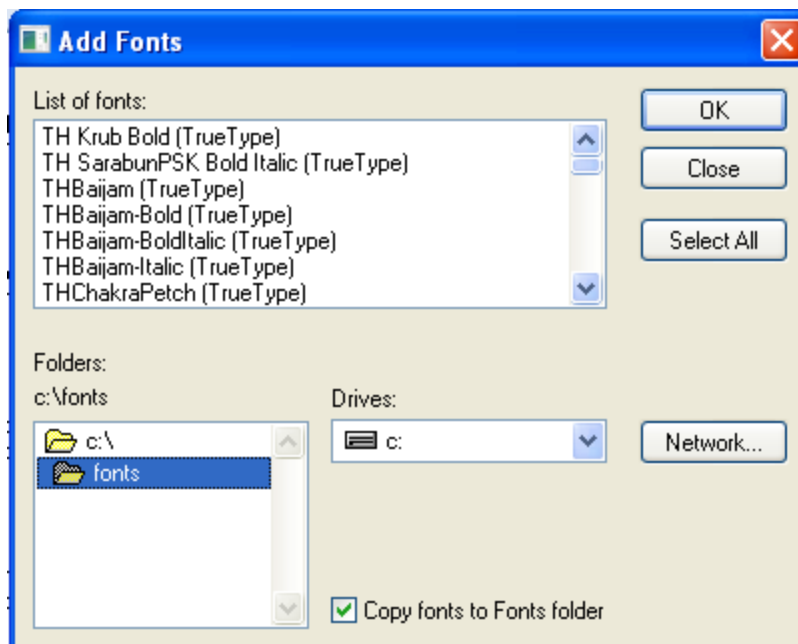 Add Fonts
List of fonts:
TH Krub Bold (TrueType)
TH SarabunPSK Bold Italic (TrueType)
THBaijam (TrueType)
THBaijam-Bold (TrueType)
THBaijam-BoldItalic (TrueType)
THBaijam-Italic (TrueType)
THChakraPetch (TrueType)
OK
Close
Select All
Folders:
c:\fonts
c:\
fonts
Drives:
c:
Network...
Copy fonts to Fonts folder